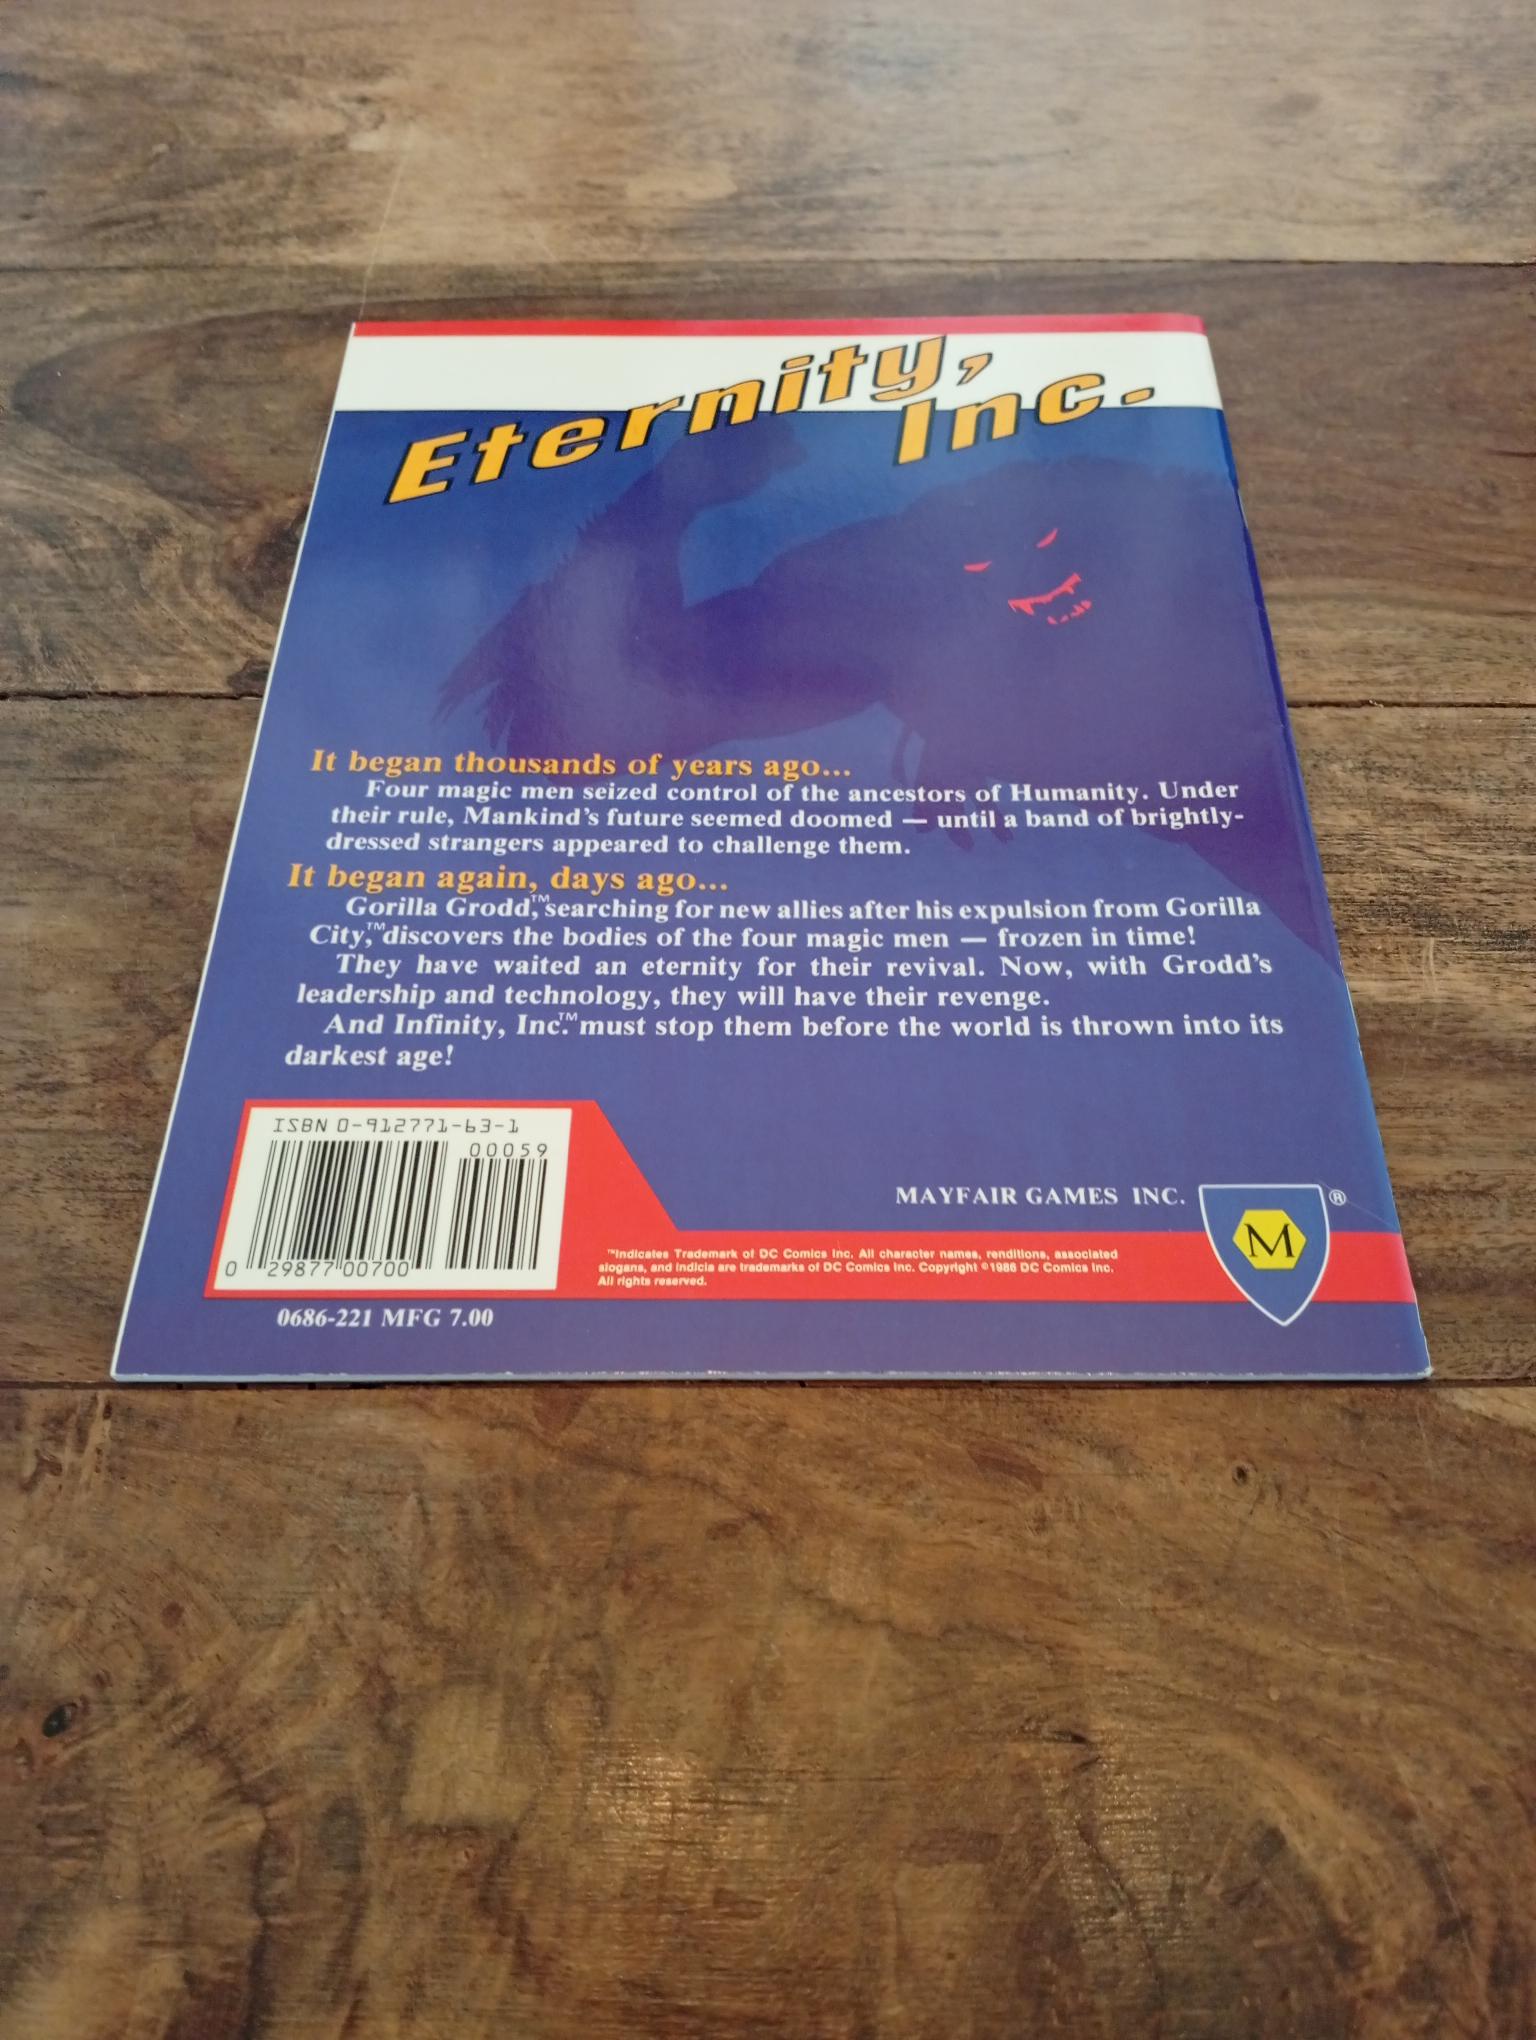 Eternity,
Inc.
It began thousands of years ago...
Four magic men seized control of the ancestors of Humanity. Under
their rule, Mankind's future seemed doomed — until a band of brightly-
dressed strangers appeared to challenge them.
It began again, days ago...
Gorilla Grodd,™ searching for new allies after his expulsion from Gorilla
City,™ discovers the bodies of the four magic men — frozen in time!
They have waited an eternity for their revival. Now, with Grodd's
leadership and technology, they will have their revenge.
And Infinity, Inc.™ must stop them before the world is thrown into its
darkest age!
ISBN 0-912771-63-1
00059
0 29877 00700
MAYFAIR GAMES INC.
®
M
™Indicates Trademark of DC Comics Inc. All character names, renditions, associated
slogans, and indicia are trademarks of DC Comics Inc. Copyright ©1986 DC Comics Inc.
All rights reserved.
0686-221 MFG 7.00